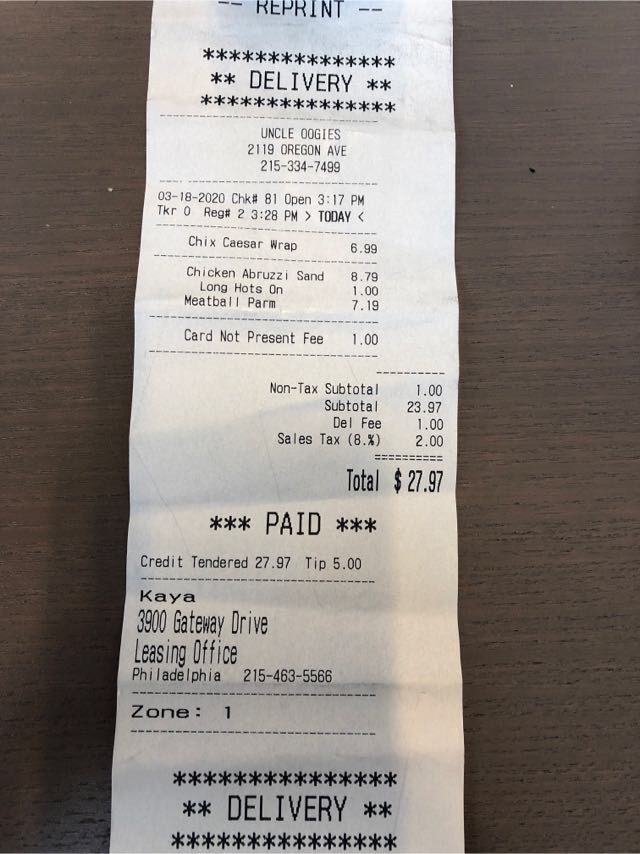 -- REPRINT --
***************
** DELIVERY **
***************
UNCLE OOGIES
2119 OREGON AVE
215-334-7499
03-18-2020 Chk# 81 Open 3:17 PM
Tkr 0 Reg# 2 3:28 PM > TODAY <
Chix Caesar Wrap 6.99
Chicken Abruzzi Sand 8.79
Long Hots On 1.00
Meatball Parm 7.19
Card Not Present Fee 1.00
Non-Tax Subtotal 1.00
Subtotal 23.97
Del Fee 1.00
Sales Tax (8.%) 2.00
==========
Total $ 27.97
*** PAID ***
Credit Tendered 27.97 Tip 5.00
Kaya
3900 Gateway Drive
Leasing Office
Philadelphia 215-463-5566
Zone: 1
***************
** DELIVERY **
***************